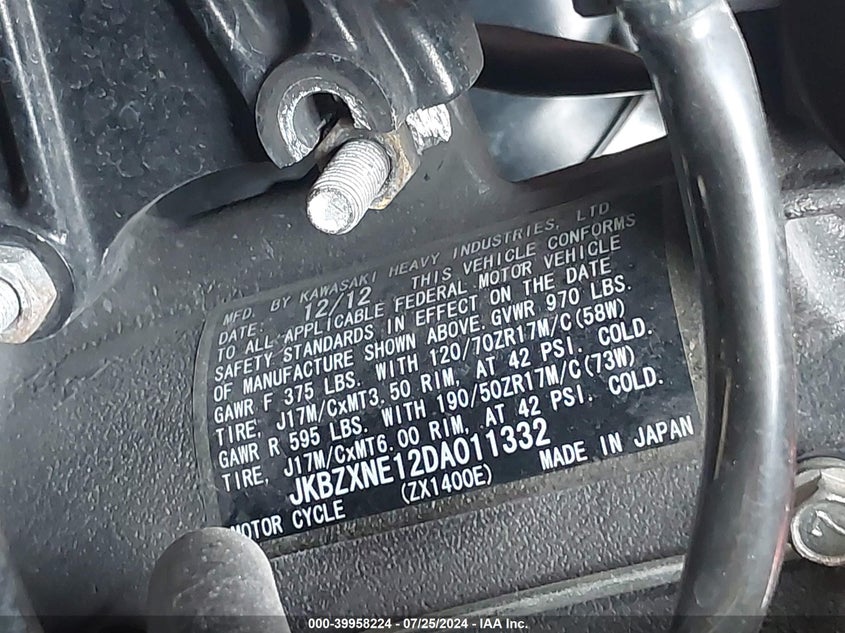 MFD. BY KAWASAKI HEAVY INDUSTRIES, LTD
DATE: 12/12 THIS VEHICLE CONFORMS
TO ALL APPLICABLE FEDERAL MOTOR VEHICLE
SAFETY STANDARDS IN EFFECT ON THE DATE
OF MANUFACTURE SHOWN ABOVE. GVWR 970 LBS.
GAWR F 375 LBS. WITH 120/70ZR17M/C(58W)
TIRE, J17M/CxMT3.50 RIM, AT 42 PSI. COLD.
GAWR R 595 LBS. WITH 190/50ZR17M/C(73W)
TIRE, J17M/CxMT6.00 RIM, AT 42 PSI. COLD.
JKBZXNE12DA011332
MOTOR CYCLE (ZX1400E) MADE IN JAPAN
000-39958224 - 07/25/2024 - IAA Inc.